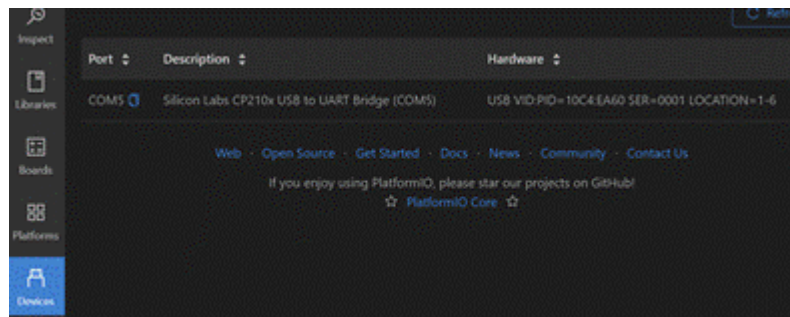 Refr
Inspect
Port Description Hardware
Libraries
COM5 Silicon Labs CP210x USB to UART Bridge (COM5) USB VID:PID=10C4:EA60 SER=0001 LOCATION=1-6
Boards
Web · Open Source · Get Started · Docs · News · Community · Contact Us
If you enjoy using PlatformIO, please star our projects on GitHub!
☆ PlatformIO Core ☆
Platforms
Devices